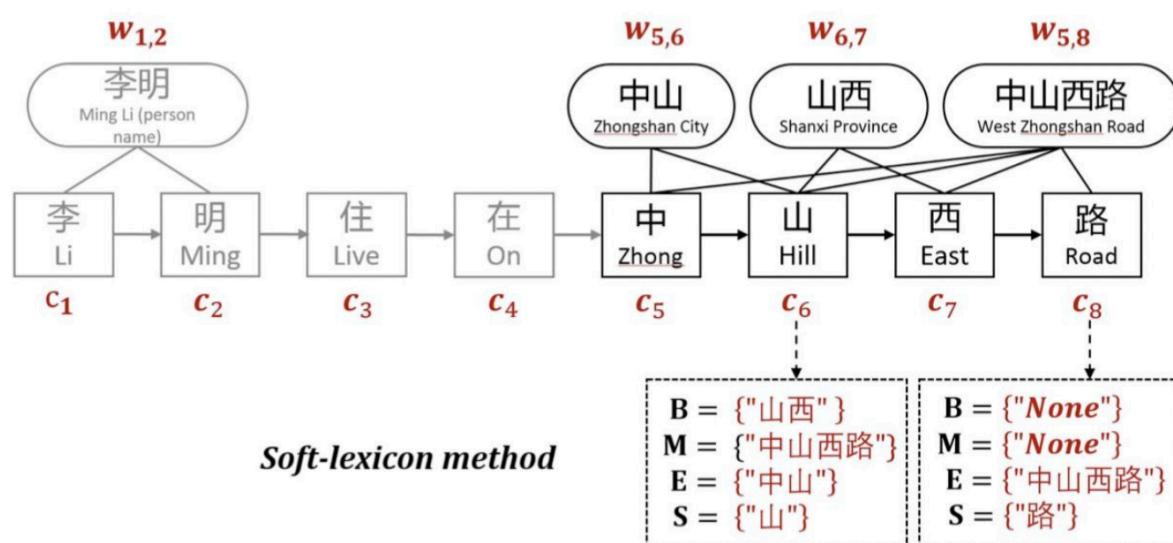 w1,2 w5,6 w6,7 w5,8
李明
Ming Li (person
name)
中山
Zhongshan City
山西
Shanxi Province
中山西路
West Zhongshan Road
李
Li
明
Ming
住
Live
在
On
中
Zhong
山
Hill
西
East
路
Road
c1 c2 c3 c4 c5 c6 c7 c8
Soft-lexicon method
B = {"山西" }
M = {"中山西路"}
E = {"中山"}
S = {"山"}
B = {"None"}
M = {"None"}
E = {"中山西路"}
S = {"路"}